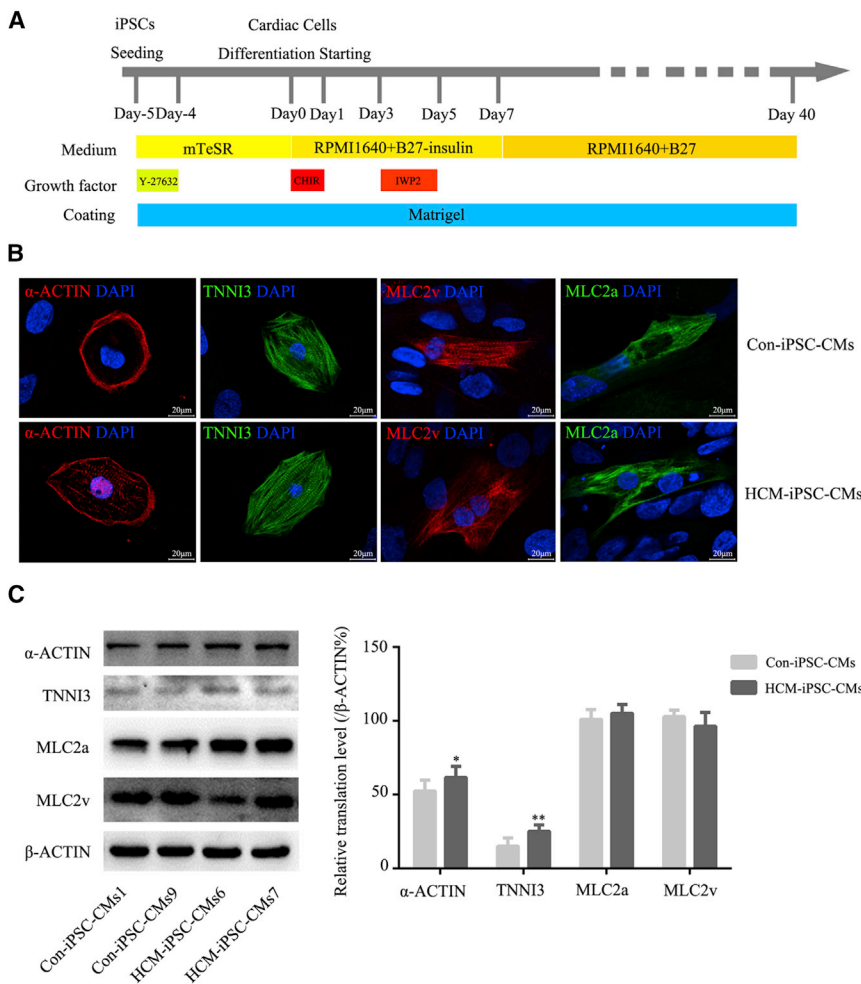 A
iPSCs
Seeding
Cardiac Cells
Differentiation Starting
Day-5 Day-4 Day0 Day1 Day3 Day5 Day7 Day 40
Medium mTeSR RPMI1640+B27-insulin RPMI1640+B27
Growth factor Y-27632 CHIR IWP2
Coating Matrigel
B
α-ACTIN DAPI TNNI3 DAPI MLC2v DAPI MLC2a DAPI
Con-iPSC-CMs
20μm 20μm 20μm 20μm
α-ACTIN DAPI TNNI3 DAPI MLC2v DAPI MLC2a DAPI
HCM-iPSC-CMs
20μm 20μm 20μm 20μm
C
α-ACTIN
TNNI3
MLC2a
MLC2v
β-ACTIN
Con-iPSC-CMs1
Con-iPSC-CMs9
HCM-iPSC-CMs6
HCM-iPSC-CMs7
Relative translation level (/β-ACTIN%)
150
100
50
0
*
**
α-ACTIN TNNI3 MLC2a MLC2v
Con-iPSC-CMs
HCM-iPSC-CMs